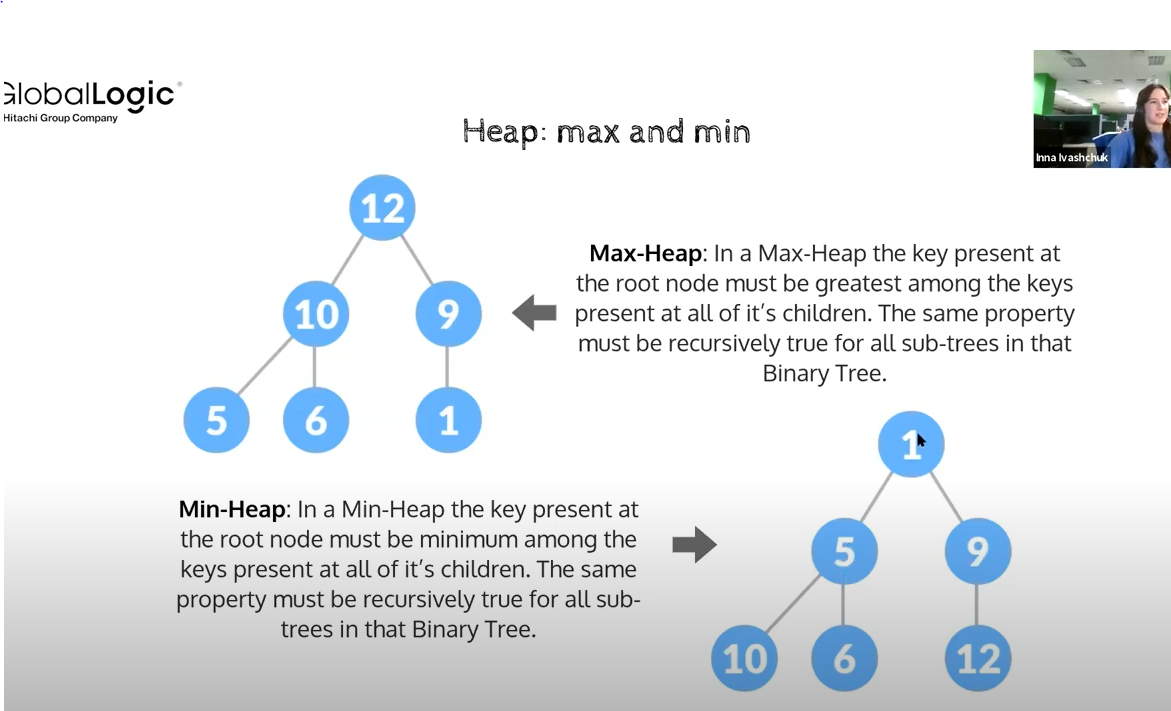 GlobalLogic
Hitachi Group Company
Inna Ivashchuk
Heap: max and min
12
10
9
5
6
1
Max-Heap: In a Max-Heap the key present at
the root node must be greatest among the keys
present at all of it’s children. The same property
must be recursively true for all sub-trees in that
Binary Tree.
Min-Heap: In a Min-Heap the key present at
the root node must be minimum among the
keys present at all of it’s children. The same
property must be recursively true for all sub-
trees in that Binary Tree.
1
5
9
10
6
12